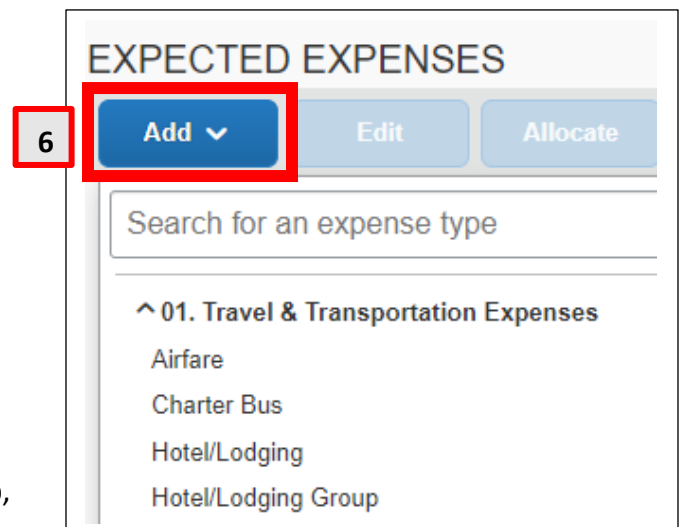 EXPECTED EXPENSES
6
Add Edit Allocate
Search for an expense type
01. Travel & Transportation Expenses
Airfare
Charter Bus
Hotel/Lodging
Hotel/Lodging Group